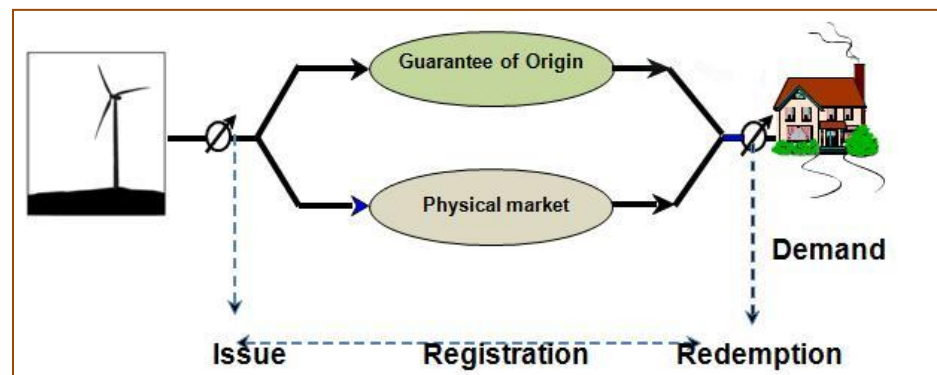 Guarantee of Origin
Physical market
Demand
Issue Registration Redemption